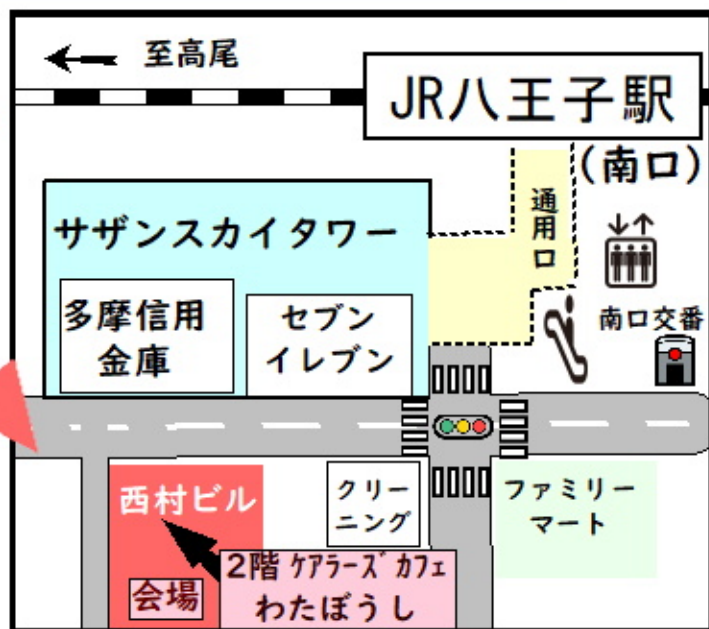 至高尾
JR八王子駅
(南口)
通用口
サザンスカイタワー
多摩信用
金庫
セブン
イレブン
南口交番
西村ビル
クリー
ニング
ファミリー
マート
会場
2階 ケアラーズ カフェ
わたぼうし